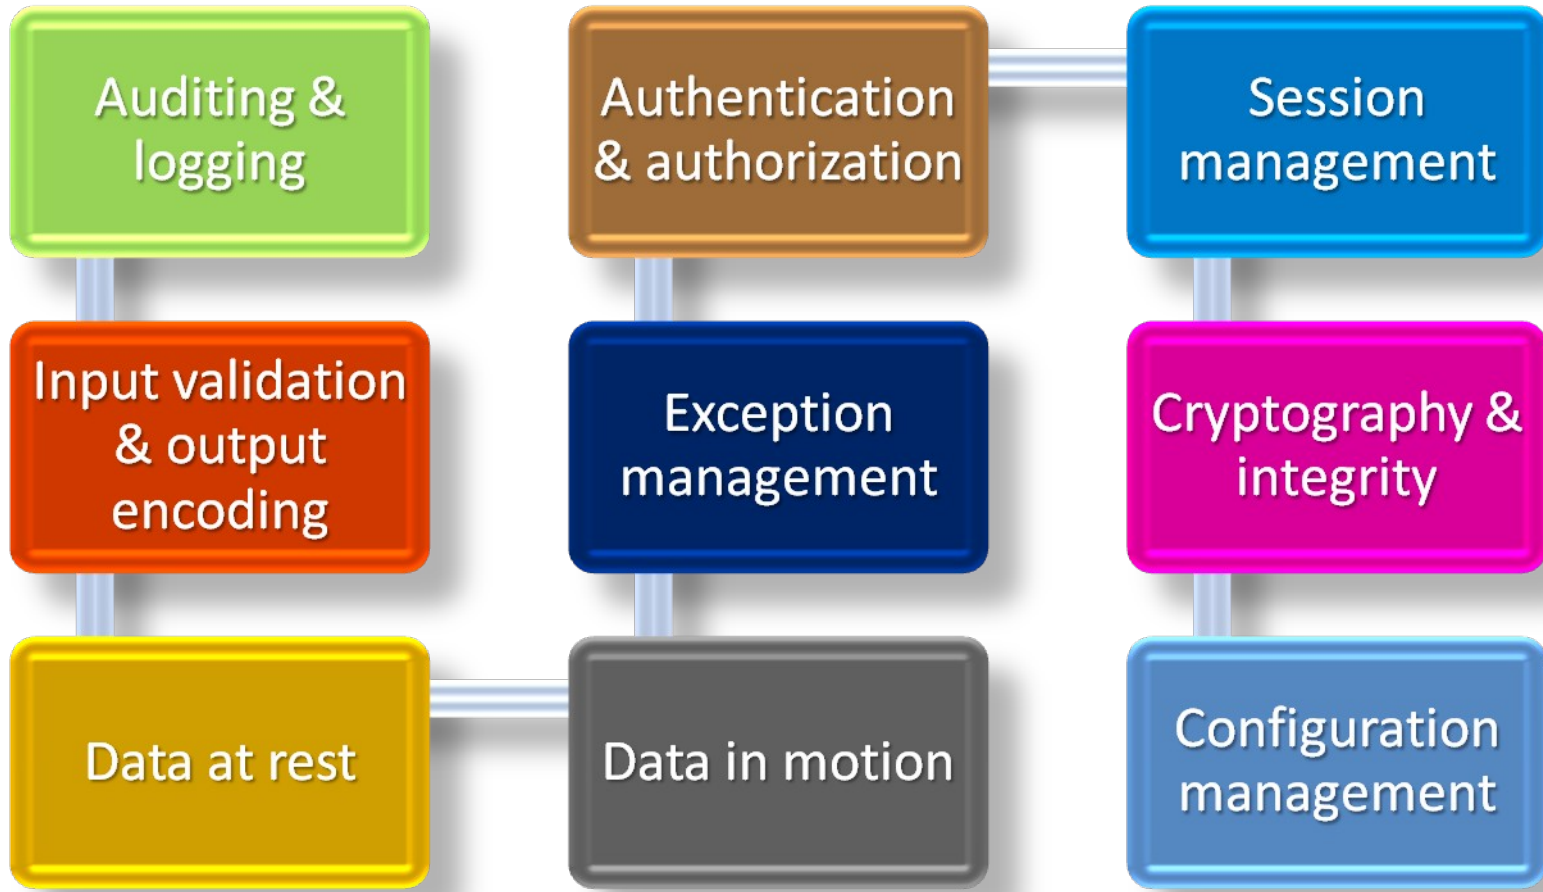 Auditing &
logging
Input validation
& output
encoding
Data at rest
Data in motion
Exception
management
Authentication
& authorization
Session
management
Cryptography &
integrity
Configuration
management